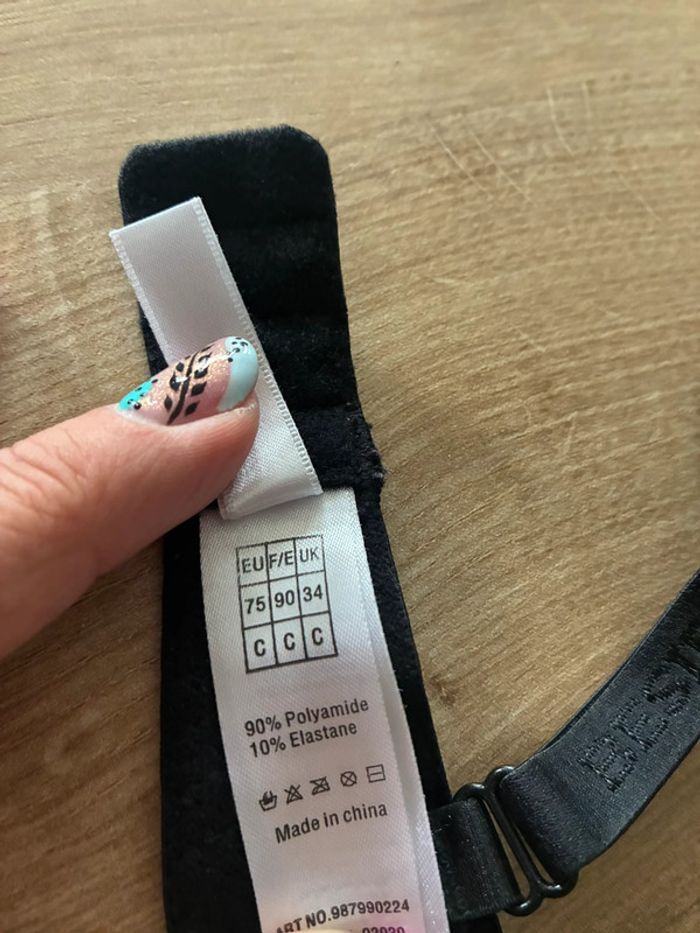 EU F/E UK
75 90 34
C C C
90% Polyamide
10% Elastane
Made in china
ART NO.987990224